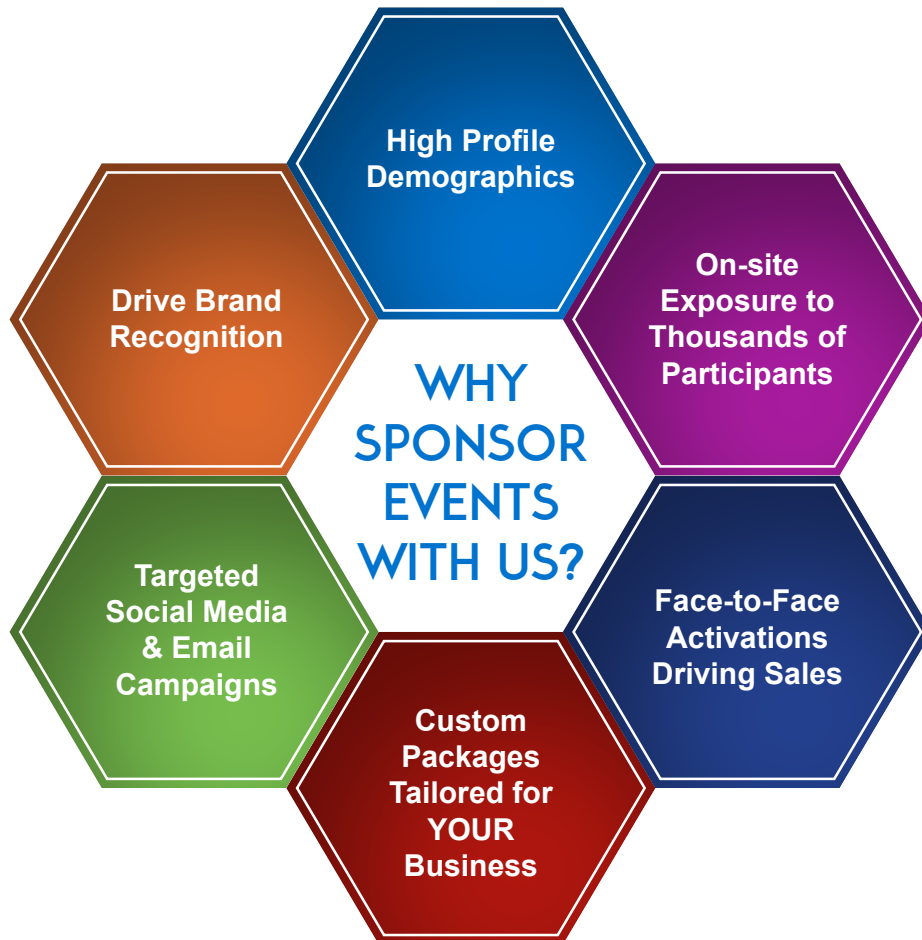 High Profile
Demographics
On-site
Exposure to
Thousands of
Participants
Drive Brand
Recognition
WHY
SPONSOR
EVENTS
WITH US?
Targeted
Social Media
& Email
Campaigns
Face-to-Face
Activations
Driving Sales
Custom
Packages
Tailored for
YOUR
Business